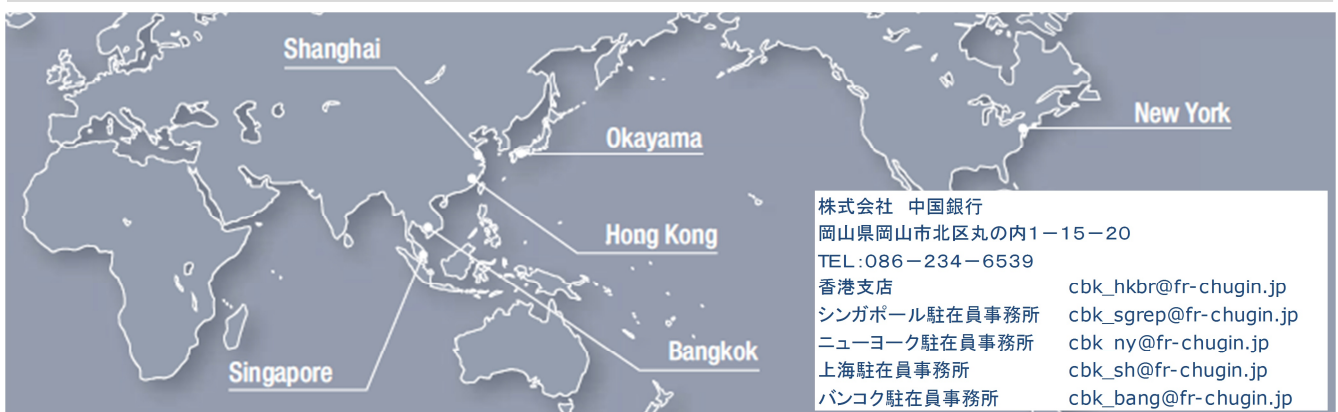 Shanghai
Okayama
New York
Hong Kong
Bangkok
Singapore
株式会社 中国銀行
岡山県岡山市北区丸の内1－15－20
TEL:086－234－6539
香港支店 cbk_hkbr@fr-chugin.jp
シンガポール駐在員事務所 cbk_sgrep@fr-chugin.jp
ニューヨーク駐在員事務所 cbk ny@fr-chugin.jp
上海駐在員事務所 cbk_sh@fr-chugin.jp
バンコク駐在員事務所 cbk_bang@fr-chugin.jp